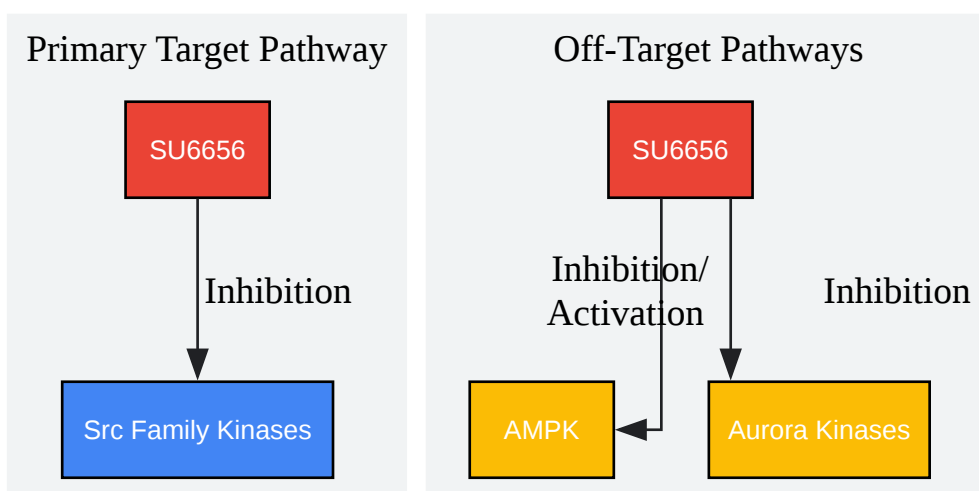 Primary Target Pathway
SU6656
Inhibition
Src Family Kinases
Off-Target Pathways
SU6656
Inhibition/
Activation
Inhibition
AMPK
Aurora Kinases